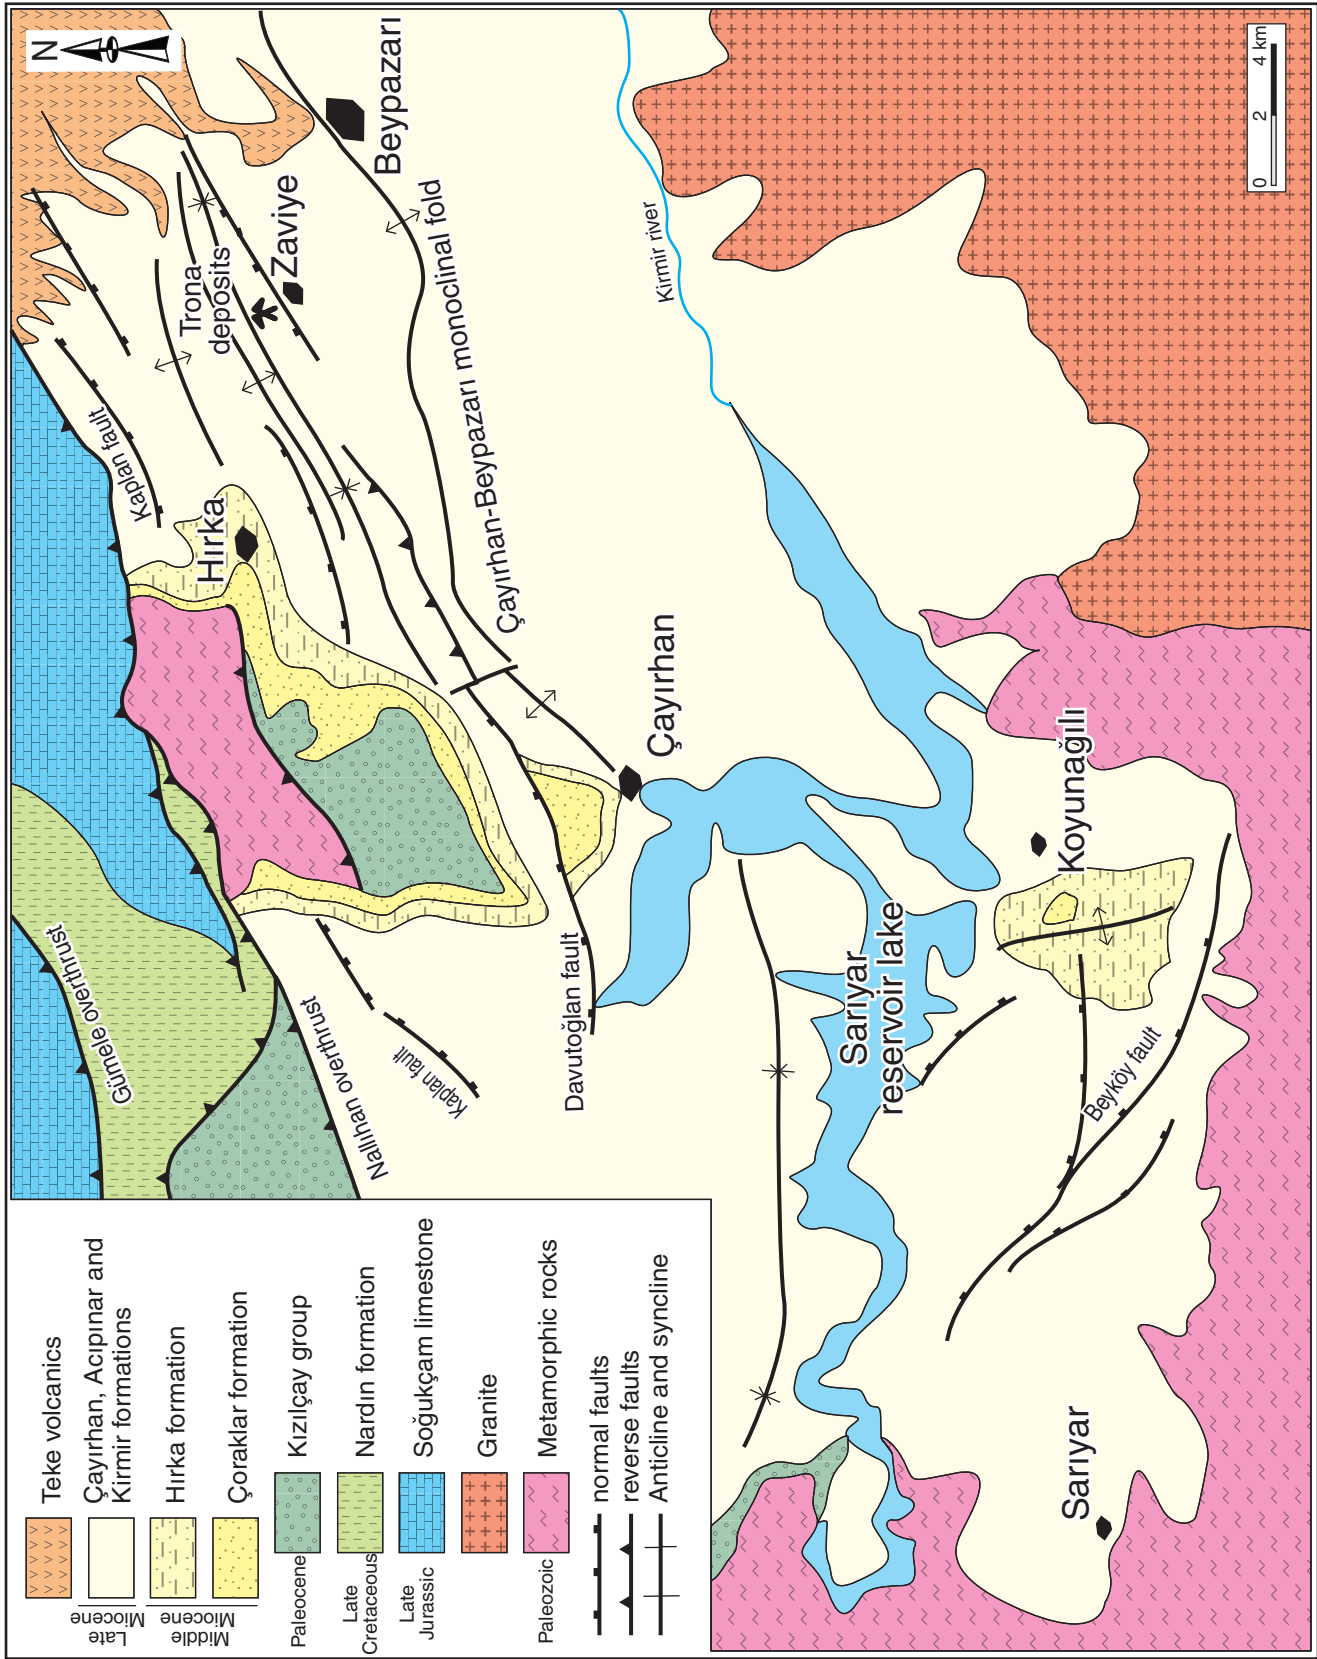 N
Beypazarı
Zaviye
Trona
deposits
Kirmir river
0 2 4 km
Çayırhan-Beypazarı monoclinal fold
Kaplan fault
Hırka
Çayırhan
Koyunağılı
Gümele overthrust
Nallıhan overthrust
Kaplan fault
Davutoğlan fault
Sarıyar
reservoir lake
Beyköy fault
Sarıyar
Teke volcanics
Late
Miocene
Çayırhan, Acıpınar and
Kirmir formations
Middle
Miocene
Hırka formation
Çoraklar formation
Paleocene
Kızılçay group
Late
Cretaceous
Nardın formation
Late
Jurassic
Soğukçam limestone
Granite
Paleozoic
Metamorphic rocks
normal faults
reverse faults
Anticline and syncline